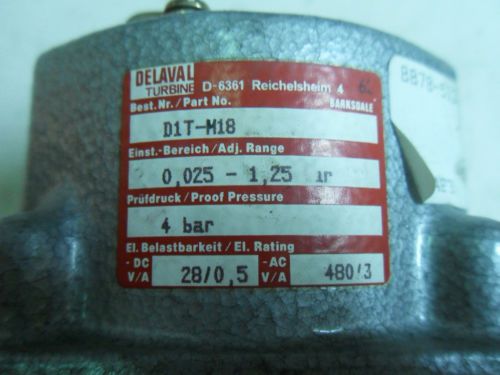 DELAVAL
TURBINE D-6361 Reichelsheim 4
Best.Nr./Part No. BARKSDALE
D1T-M18
Einst.-Bereich/Adj. Range
0,025 - 1,25
Prüfdruck/Proof Pressure
4 bar
El. Belastbarkeit/El. Rating
- DC V/A 28/0,5 ~ AC V/A 480/3